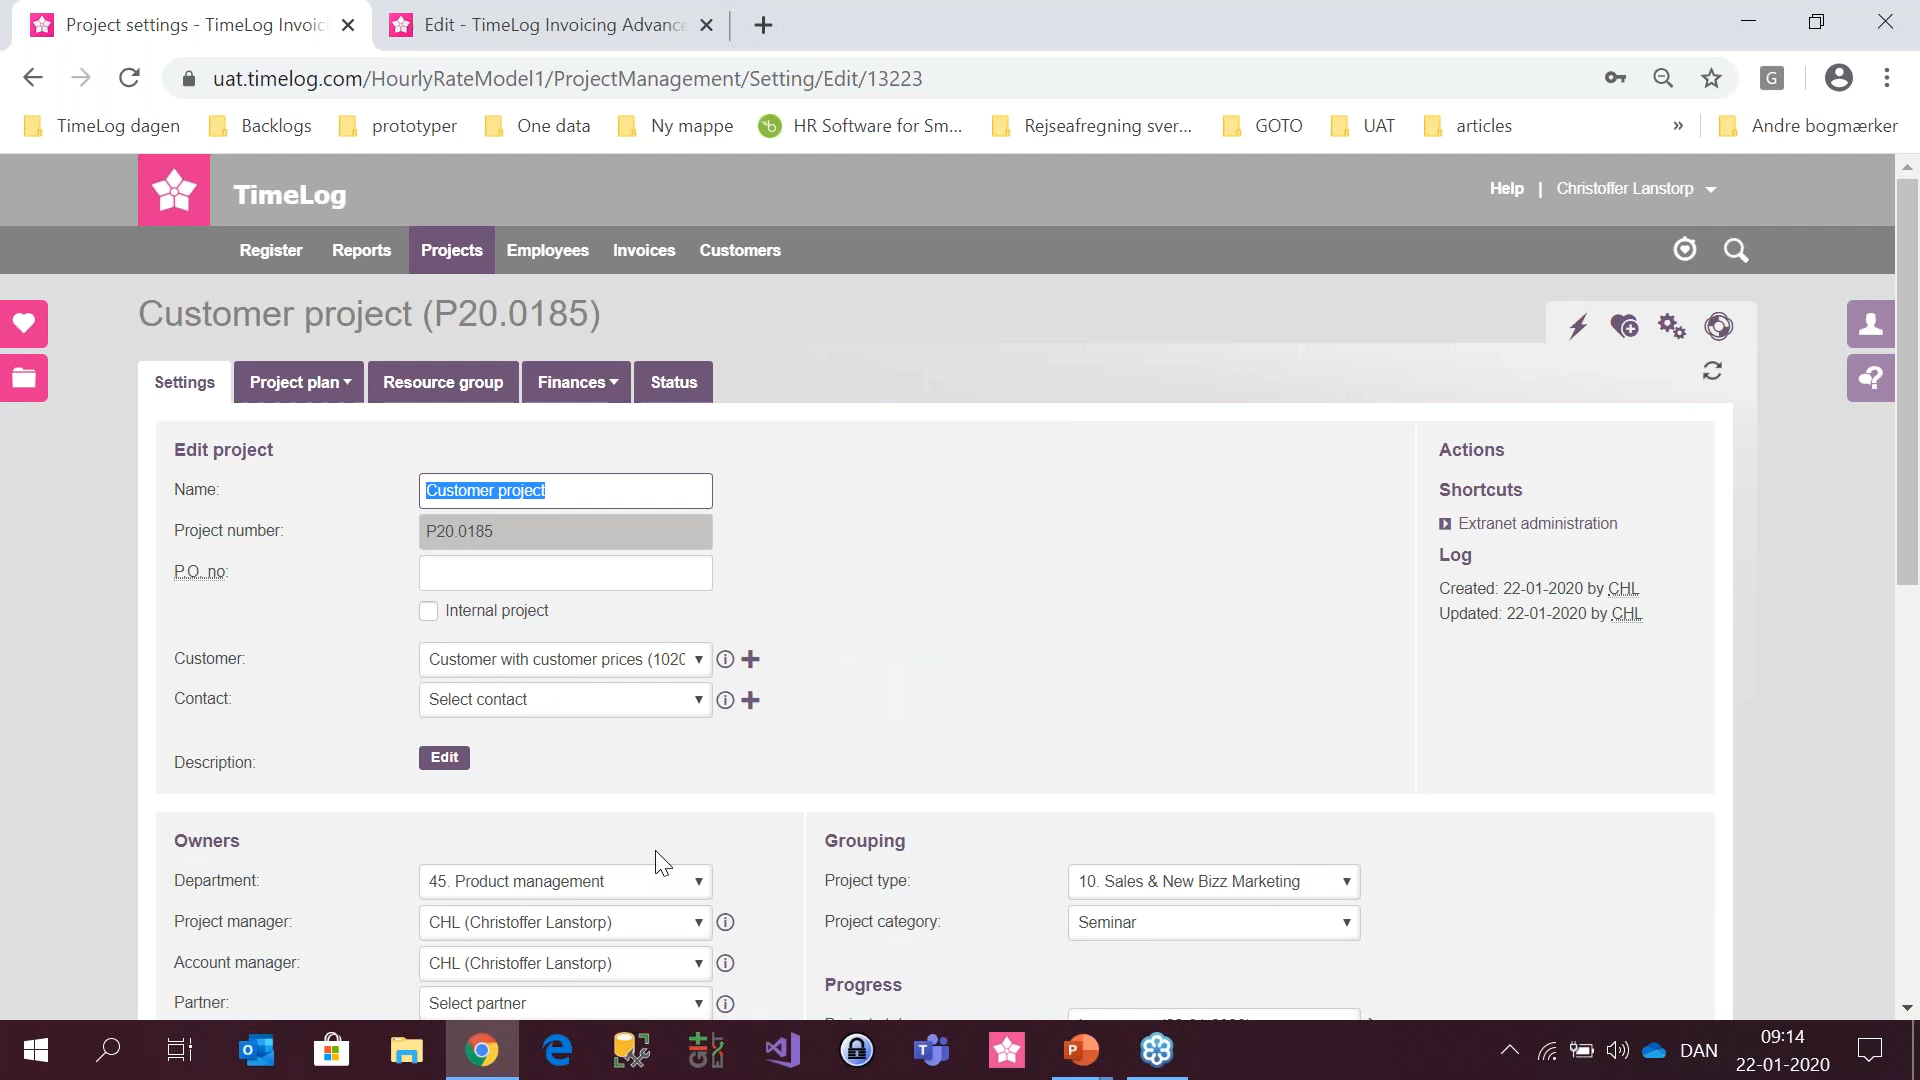 Project settings - TimeLog Invoic
Edit - TimeLog Invoicing Advance
uat.timelog.com/HourlyRateModel1/ProjectManagement/Setting/Edit/13223
G
TimeLog dagen
Backlogs
prototyper
One data
Ny mappe
HR Software for Sm...
Rejseafregning sver...
GOTO
UAT
articles
»
Andre bogmærker
TimeLog
Help | Christoffer Lanstorp
Register
Reports
Projects
Employees
Invoices
Customers
Customer project (P20.0185)
Settings
Project plan
Resource group
Finances
Status
Edit project
Name: Customer project
Project number: P20.0185
P.O. no:
Internal project
Customer: Customer with customer prices (1020
Contact: Select contact
Description: Edit
Actions
Shortcuts
Extranet administration
Log
Created: 22-01-2020 by CHL
Updated: 22-01-2020 by CHL
Owners
Department: 45. Product management
Project manager: CHL (Christoffer Lanstorp)
Account manager: CHL (Christoffer Lanstorp)
Partner: Select partner
Grouping
Project type: 10. Sales & New Bizz Marketing
Project category: Seminar
Progress
DAN
09:14
22-01-2020